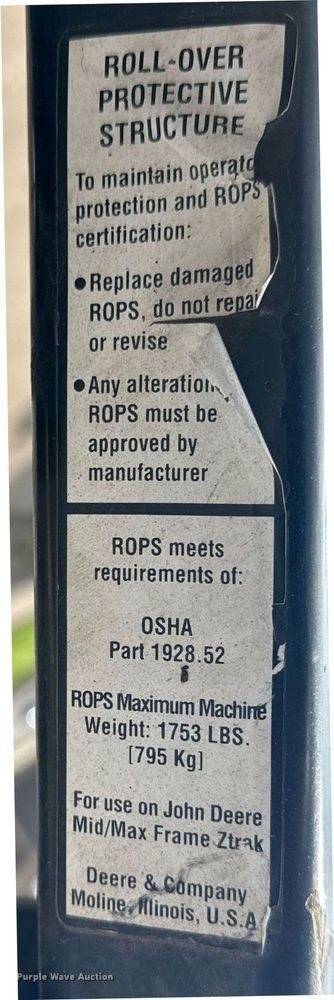 ROLL-OVER
PROTECTIVE
STRUCTURE
To maintain operato
protection and ROPS
certification:
●Replace damaged
ROPS, do not repai
or revise
●Any alteration
ROPS must be
approved by
manufacturer
ROPS meets
requirements of:
OSHA
Part 1928.52
ROPS Maximum Machine
Weight: 1753 LBS.
[795 Kg]
For use on John Deere
Mid/Max Frame Ztrak
Deere & Company
Moline, Illinois, U.S.A
Purple Wave Auction